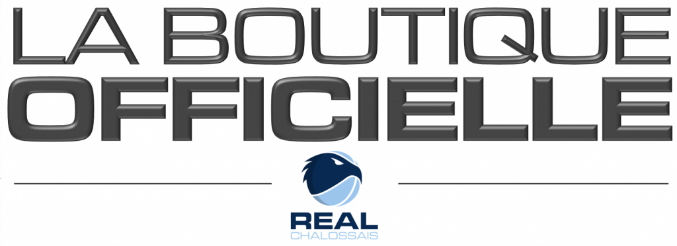 LA BOUTIQUE
OFFICIELLE
REAL
CHALOSSAIS